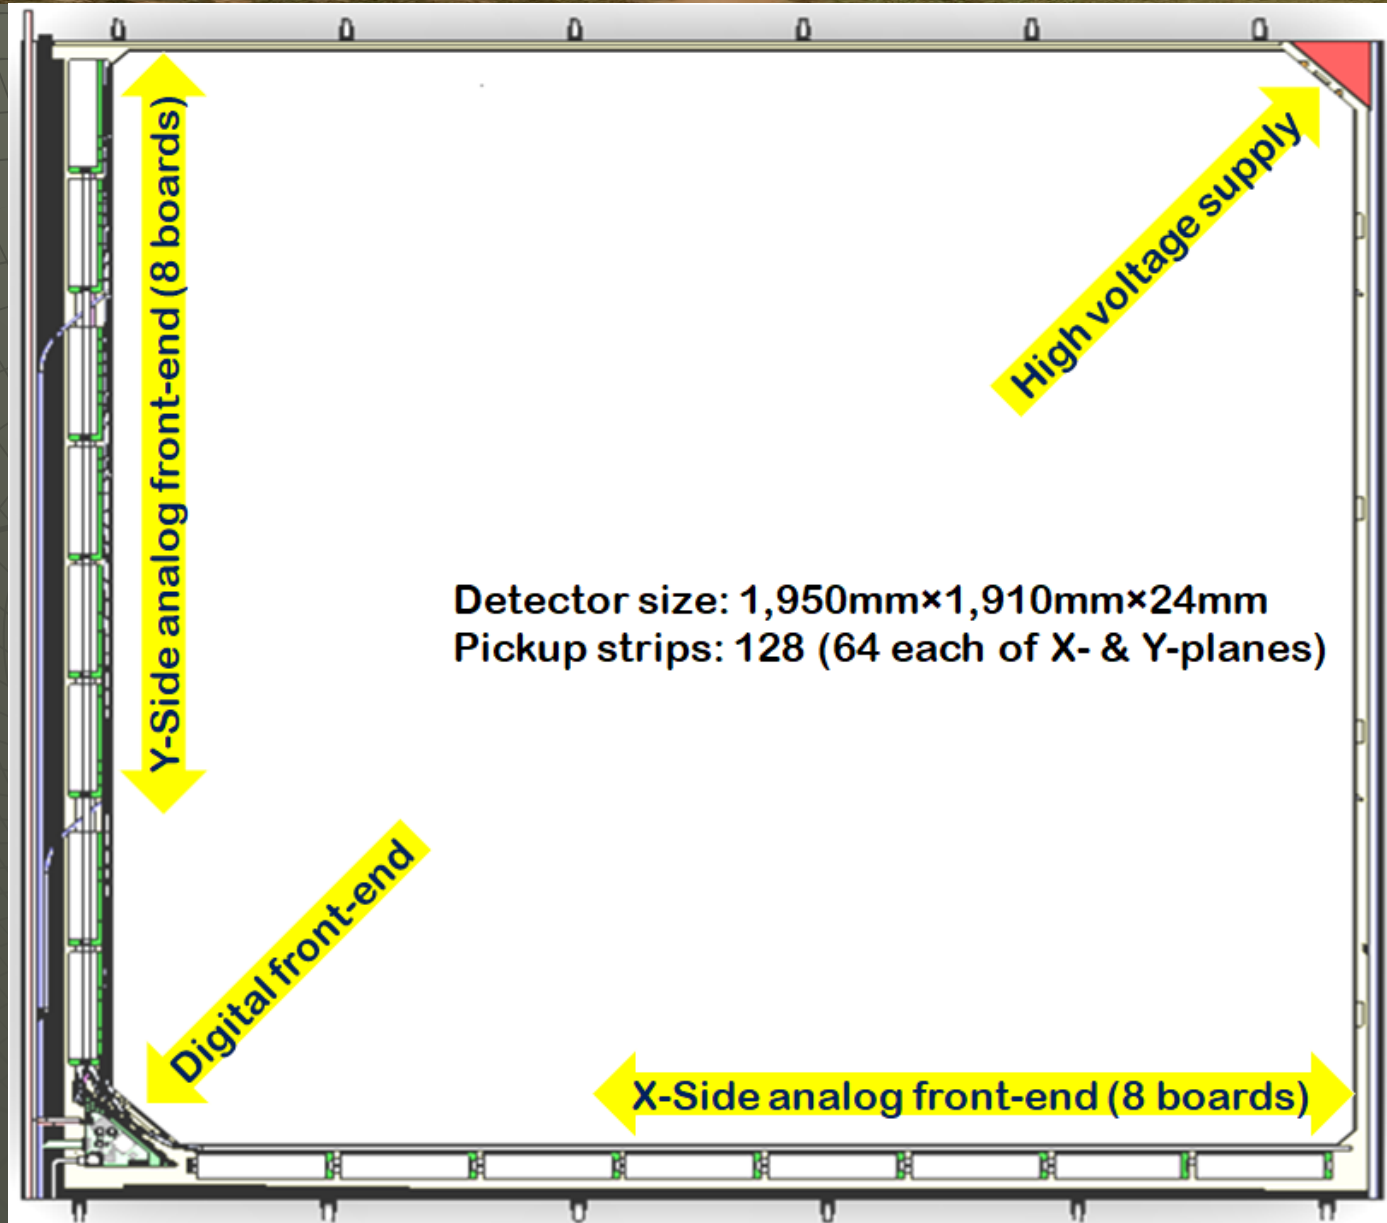 Y-Side analog front-end (8 boards)
High voltage supply
Detector size: 1,950mm×1,910mm×24mm
Pickup strips: 128 (64 each of X- & Y-planes)
Digital front-end
X-Side analog front-end (8 boards)